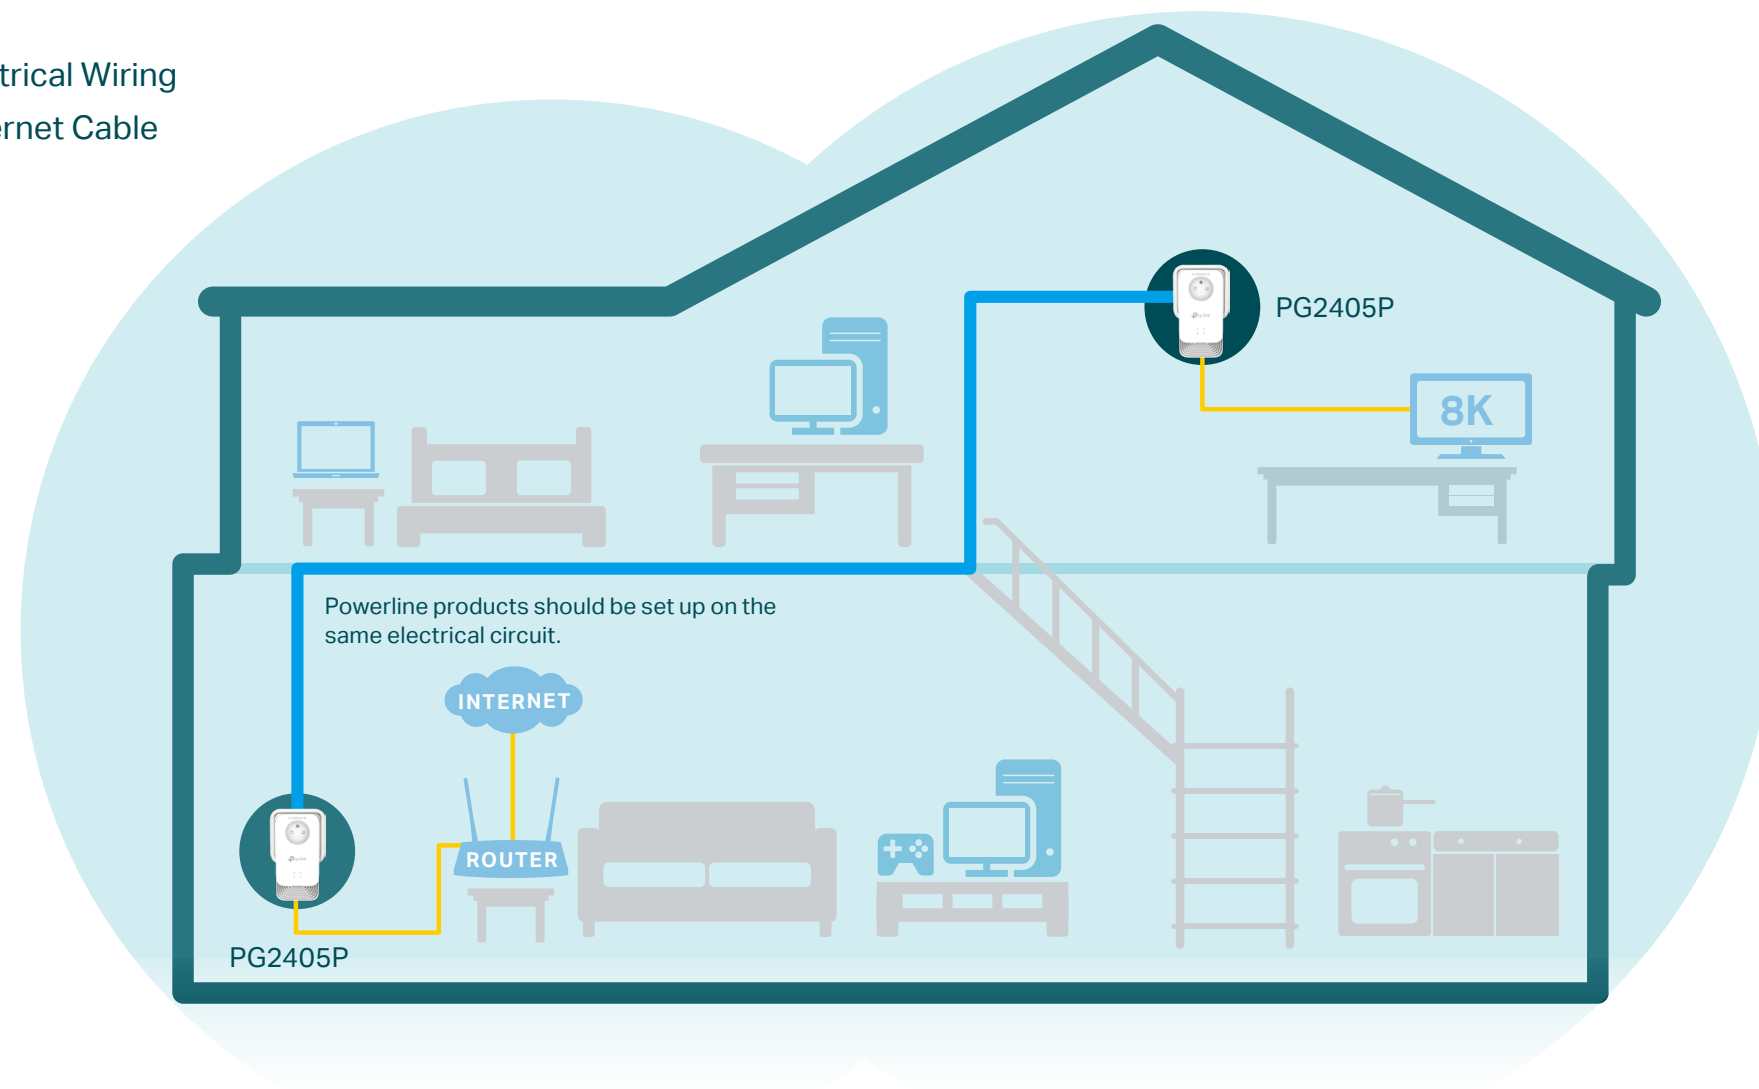 trical Wiring
ernet Cable
PG2405P
8K
Powerline products should be set up on the
same electrical circuit.
INTERNET
ROUTER
PG2405P